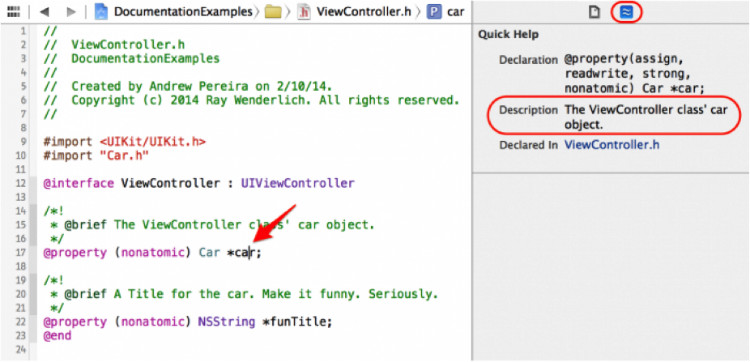 DocumentationExamples
ViewController.h
P car
1 //
2 // ViewController.h
3 // DocumentationExamples
4 //
5 // Created by Andrew Pereira on 2/10/14.
6 // Copyright (c) 2014 Ray Wenderlich. All rights reserved.
7 //
8
9 #import <UIKit/UIKit.h>
10 #import "Car.h"
11
12 @interface ViewController : UIViewController
13
14 /*!
15 * @brief The ViewController class' car object.
16 */
17 @property (nonatomic) Car *car;
18
19 /*!
20 * @brief A Title for the car. Make it funny. Seriously.
21 */
22 @property (nonatomic) NSString *funTitle;
23 @end
24
Quick Help
Declaration @property(assign,
readwrite, strong,
nonatomic) Car *car;
Description The ViewController class' car
object.
Declared In ViewController.h